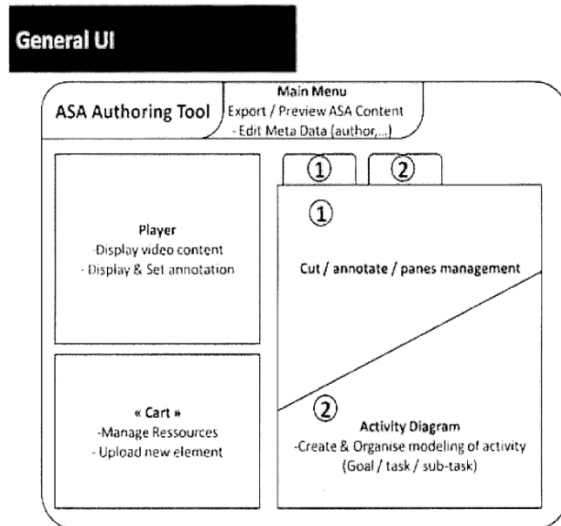 General UI
ASA Authoring Tool
Main Menu
Export / Preview ASA Content
- Edit Meta Data (author,...)
① ②
①
Player
-Display video content
- Display & Set annotation
Cut / annotate / panes management
« Cart »
-Manage Ressources
- Upload new element
②
Activity Diagram
-Create & Organise modeling of activity
(Goal / task / sub-task)